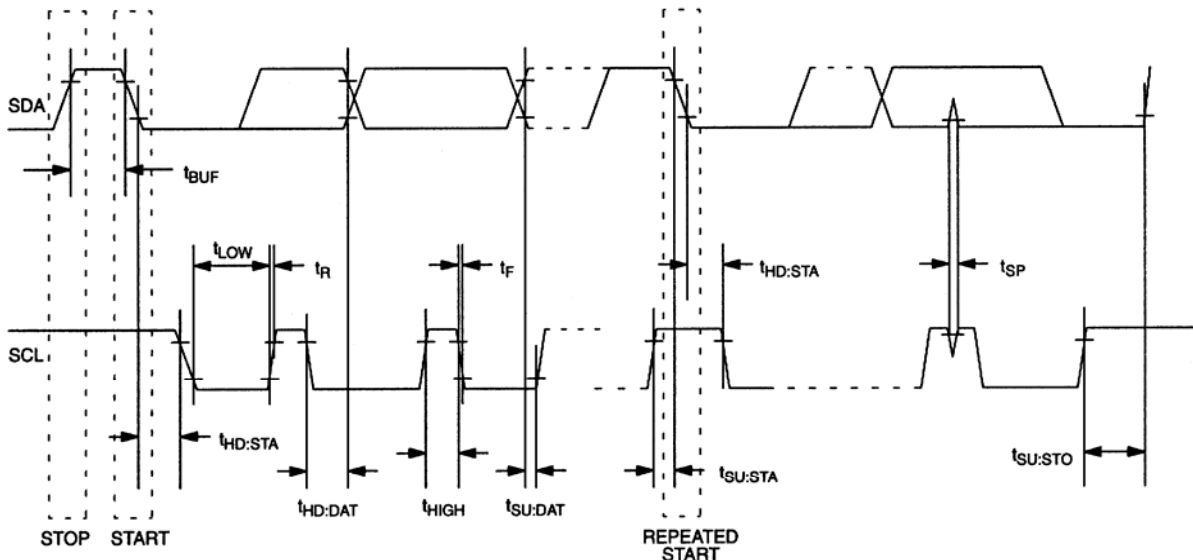 SDA
tBUF
tLOW
tR
tF
tHD:STA
tSP
SCL
tHD:STA
tSU:STA
tSU:STO
tHD:DAT
tHIGH
tSU:DAT
STOP
START
REPEATED
START